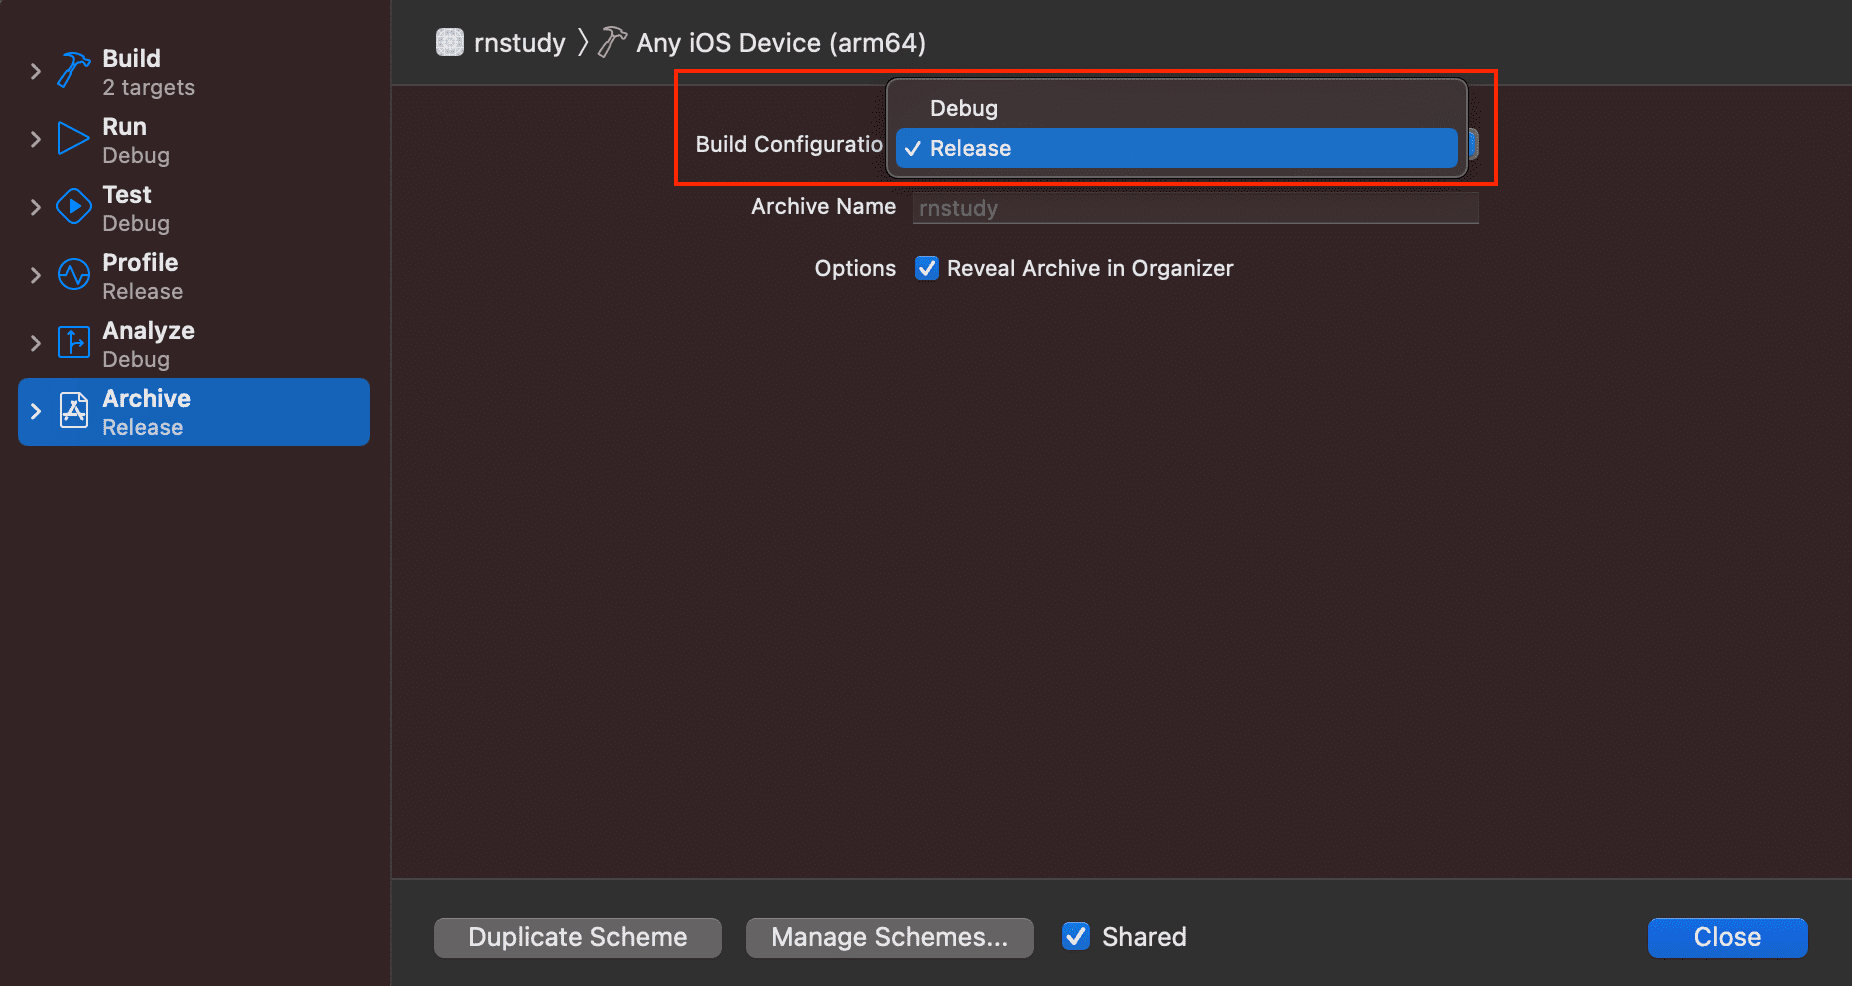 Build
2 targets
Run
Debug
Test
Debug
Profile
Release
Analyze
Debug
Archive
Release
rnstudy 〉 Any iOS Device (arm64)
Debug
Build Configuratio
Release
Archive Name rnstudy
Options Reveal Archive in Organizer
Duplicate Scheme Manage Schemes... Shared Close